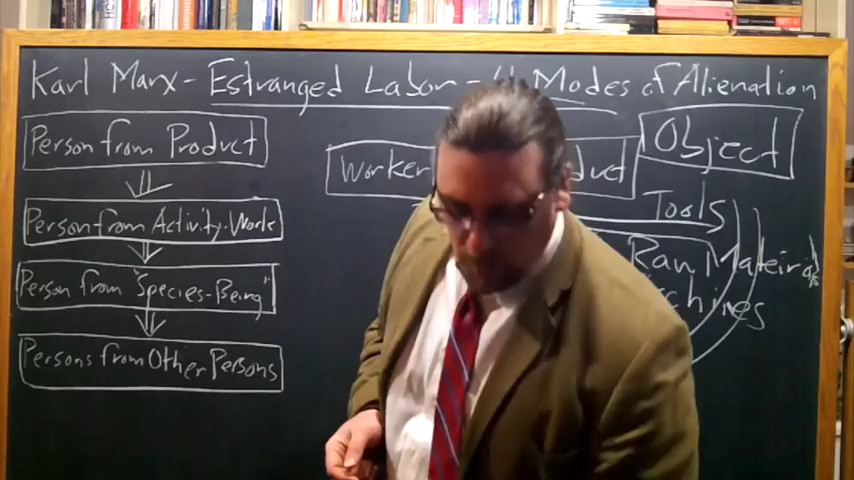 Karl Marx - Estranged Labor - 4 Modes of Alienation
Person from Product
Person from Activity: Work
Person from "Species-Being"
Persons from Other Persons
Worker
Object
Tools
Raw Materials